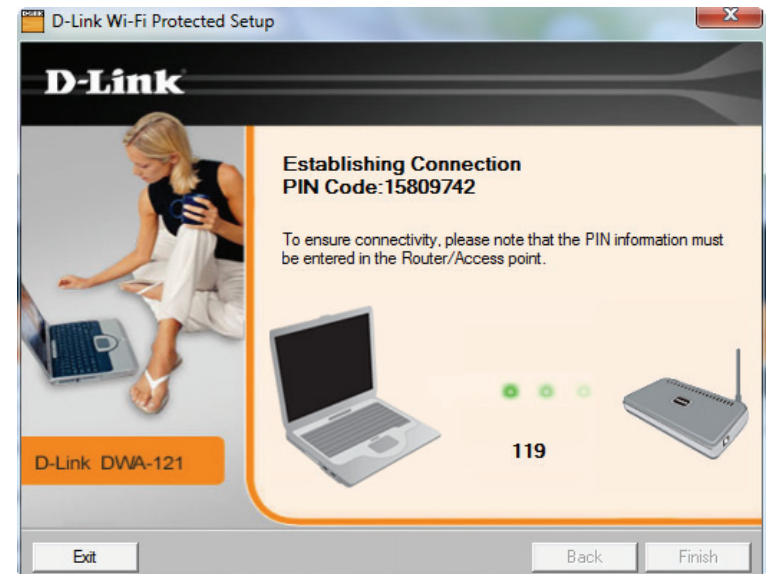 D-Link Wi-Fi Protected Setup
D-Link
Establishing Connection
PIN Code:15809742
To ensure connectivity, please note that the PIN information must
be entered in the Router/Access point.
119
D-Link DWA-121
Exit
Back
Finish